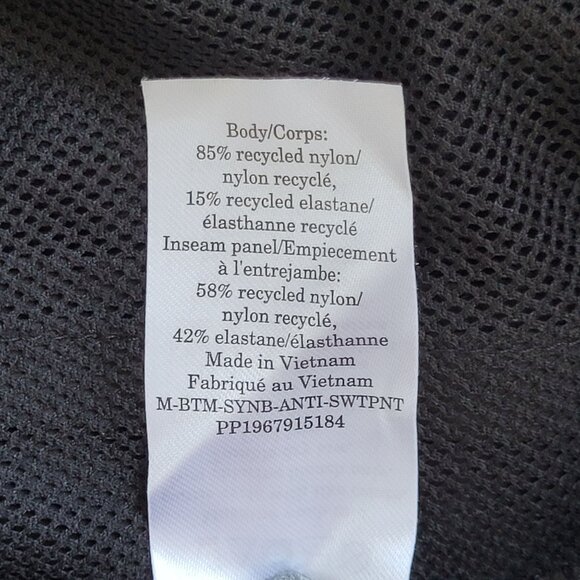 Body/Corps:
85% recycled nylon/
nylon recyclé,
15% recycled elastane/
élasthanne recyclé
Inseam panel/Empiecement
à l'entrejambe:
58% recycled nylon/
nylon recyclé,
42% elastane/élasthanne
Made in Vietnam
Fabriqué au Vietnam
M-BTM-SYNB-ANTI-SWTPNT
PP1967915184